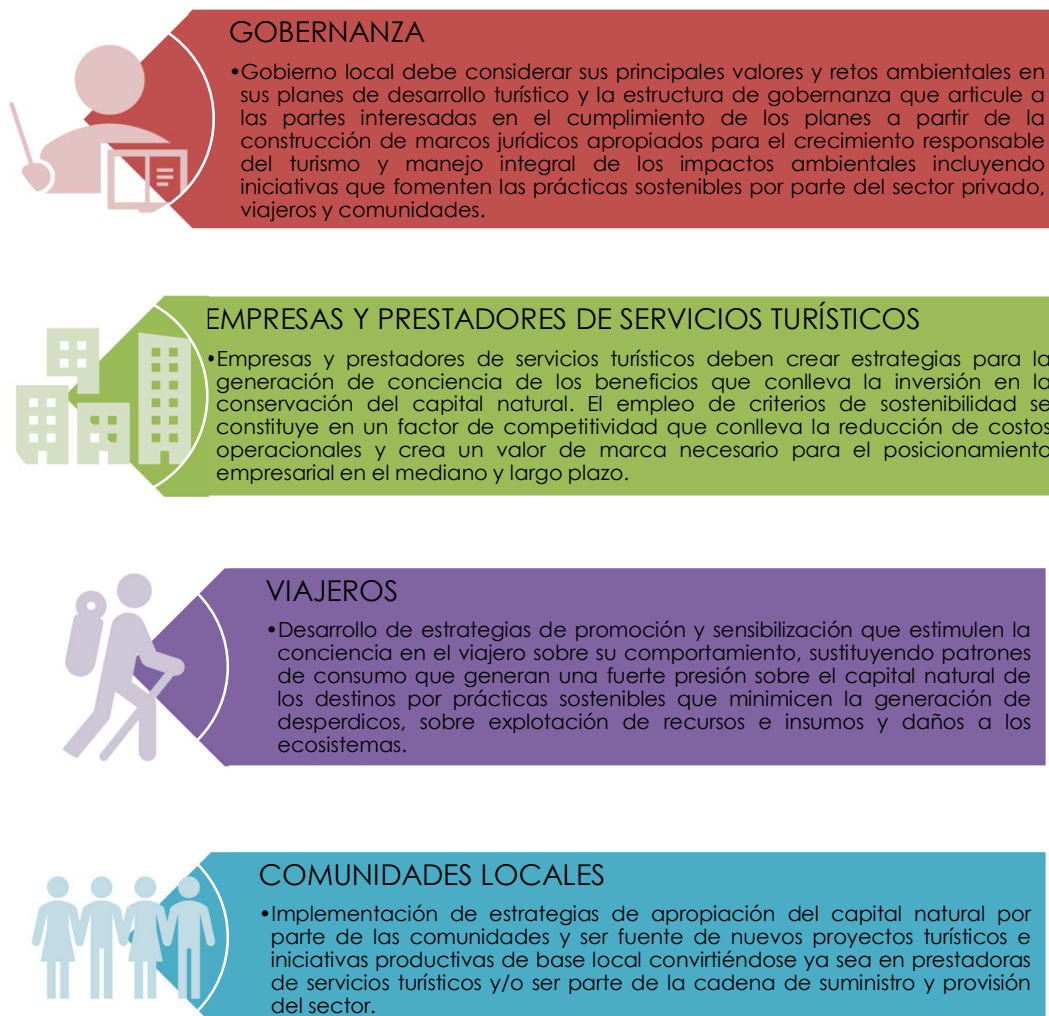 GOBERNANZA
•Gobierno local debe considerar sus principales valores y retos ambientales en
sus planes de desarrollo turístico y la estructura de gobernanza que articule a
las partes interesadas en el cumplimiento de los planes a partir de la
construcción de marcos jurídicos apropiados para el crecimiento responsable
del turismo y manejo integral de los impactos ambientales incluyendo
iniciativas que fomenten las prácticas sostenibles por parte del sector privado,
viajeros y comunidades.
EMPRESAS Y PRESTADORES DE SERVICIOS TURÍSTICOS
•Empresas y prestadores de servicios turísticos deben crear estrategias para la
generación de conciencia de los beneficios que conlleva la inversión en la
conservación del capital natural. El empleo de criterios de sostenibilidad se
constituye en un factor de competitividad que conlleva la reducción de costos
operacionales y crea un valor de marca necesario para el posicionamiento
empresarial en el mediano y largo plazo.
VIAJEROS
•Desarrollo de estrategias de promoción y sensibilización que estimulen la
conciencia en el viajero sobre su comportamiento, sustituyendo patrones
de consumo que generan una fuerte presión sobre el capital natural de
los destinos por prácticas sostenibles que minimicen la generación de
desperdicos, sobre explotación de recursos e insumos y daños a los
ecosistemas.
COMUNIDADES LOCALES
•Implementación de estrategias de apropiación del capital natural por
parte de las comunidades y ser fuente de nuevos proyectos turísticos e
iniciativas productivas de base local convirtiéndose ya sea en prestadoras
de servicios turísticos y/o ser parte de la cadena de suministro y provisión
del sector.